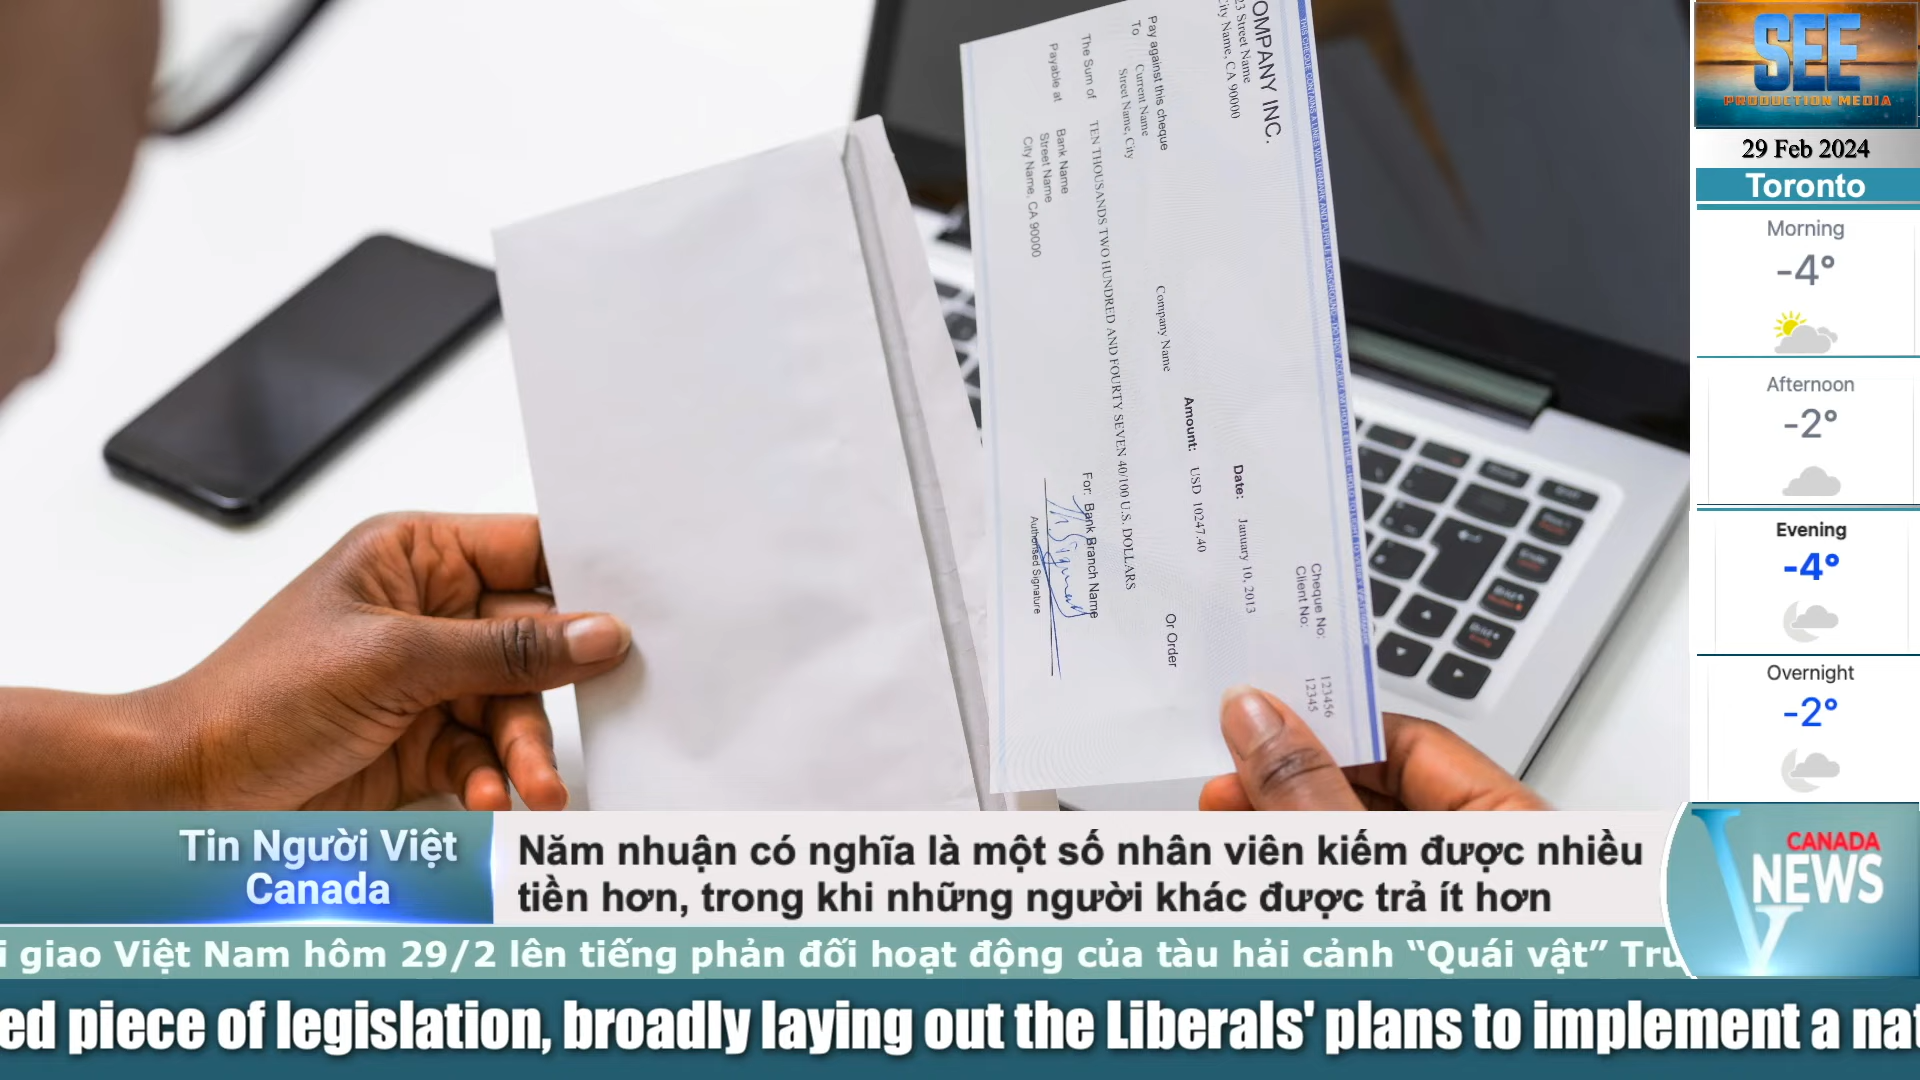 COMPANY INC.
23 Street Name
City Name, CA 90000
Cheque No: 123456
Client No: 12345
Date: January 10, 2013
Pay against this cheque
To Current Name
Street Name, City
Company Name
Or Order
Amount: USD 10247.40
The Sum of TEN THOUSANDS TWO HUNDRED AND FOURTY SEVEN 40/100 U.S. DOLLARS
Payable at Bank Name
Street Name
City Name, CA 90000
For: Bank Branch Name
Authorised Signature
SEE
PRODUCTION MEDIA
29 Feb 2024
Toronto
Morning
-4°
Afternoon
-2°
Evening
-4°
Overnight
-2°
Tin Người Việt
Canada
Năm nhuận có nghĩa là một số nhân viên kiếm được nhiều
tiền hơn, trong khi những người khác được trả ít hơn
V CANADA
NEWS
i giao Việt Nam hôm 29/2 lên tiếng phản đối hoạt động của tàu hải cảnh “Quái vật” Tru
ed piece of legislation, broadly laying out the Liberals' plans to implement a nat